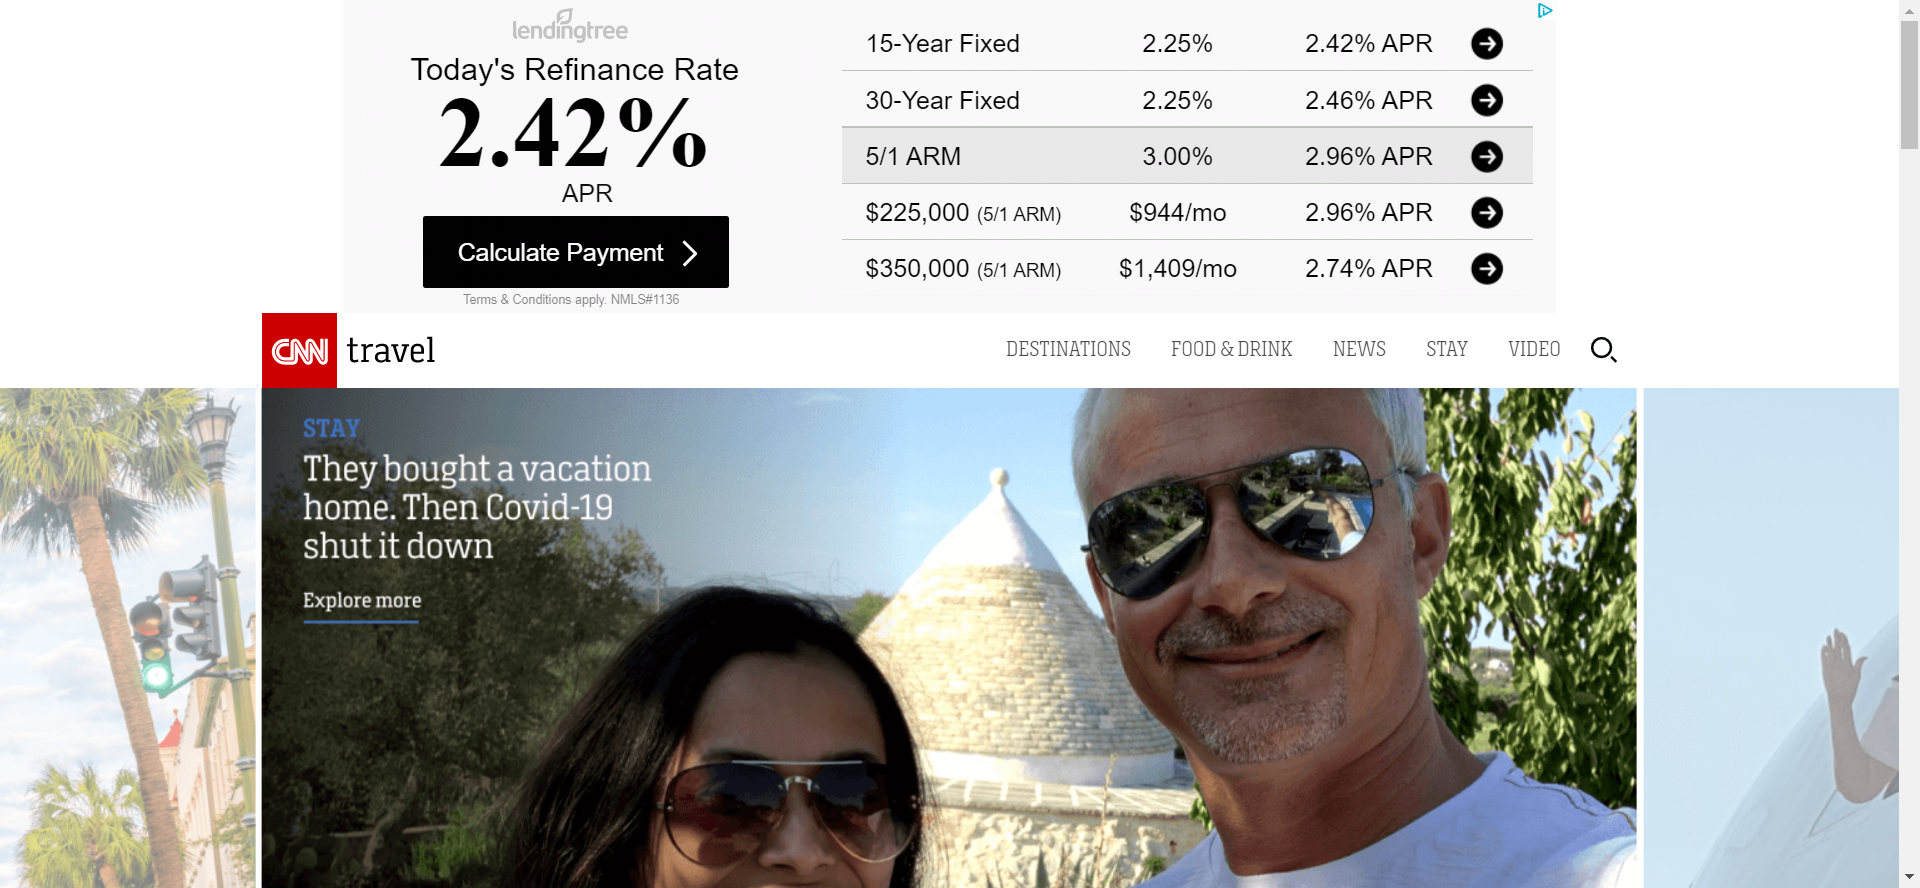 lendingtree
Today's Refinance Rate
2.42%
APR
Calculate Payment
Terms & Conditions apply. NMLS#1136
15-Year Fixed 2.25% 2.42% APR
30-Year Fixed 2.25% 2.46% APR
5/1 ARM 3.00% 2.96% APR
$225,000 (5/1 ARM) $944/mo 2.96% APR
$350,000 (5/1 ARM) $1,409/mo 2.74% APR
CNN travel DESTINATIONS FOOD & DRINK NEWS STAY VIDEO
STAY
They bought a vacation
home. Then Covid-19
shut it down
Explore more